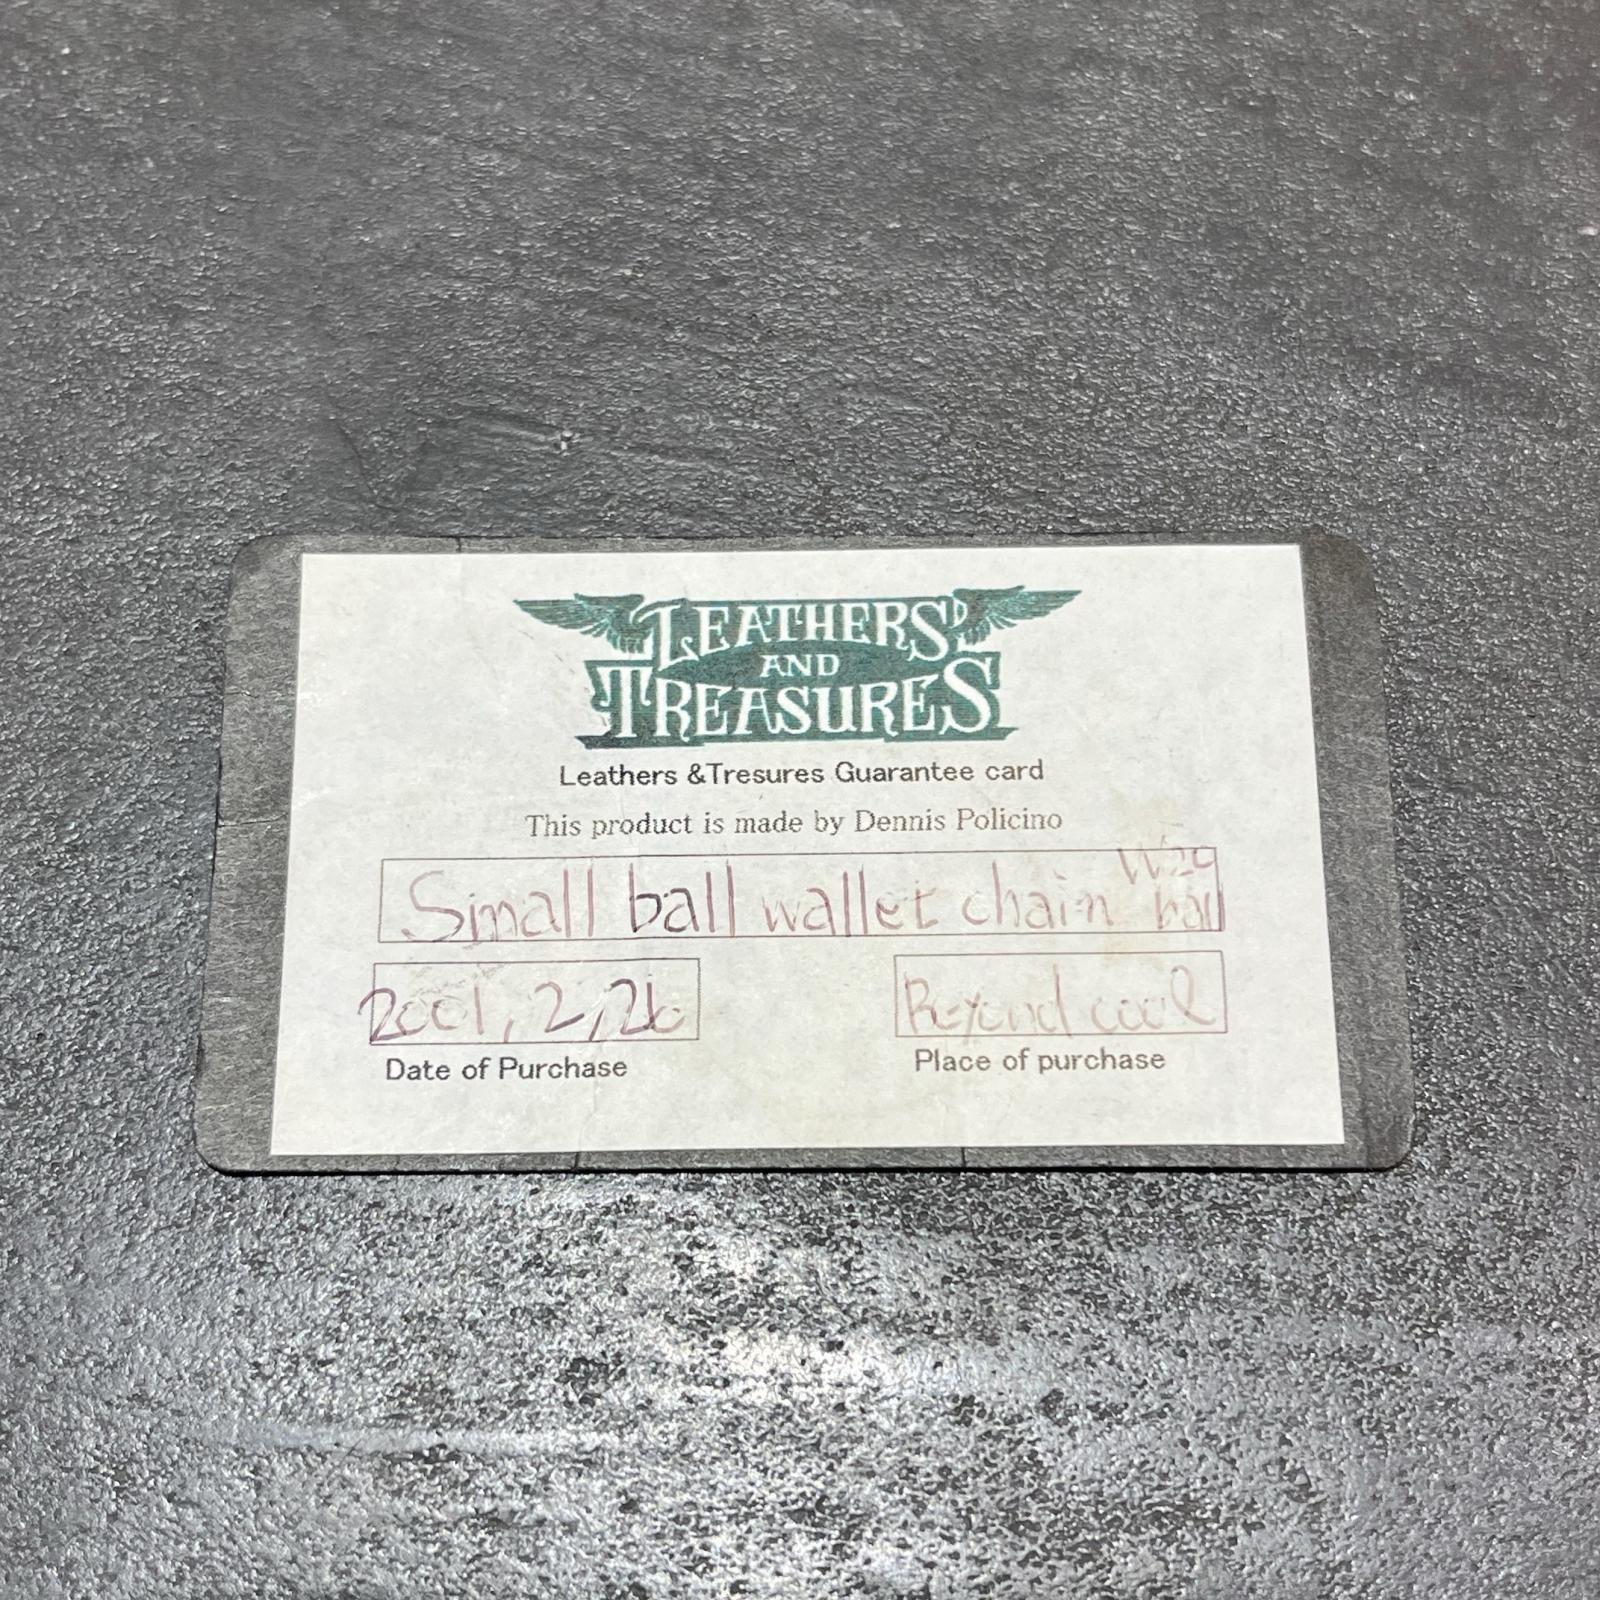 LEATHERS
AND
TREASURES
Leathers &Tresures Guarantee card
This product is made by Dennis Policino
Small ball wallet chain ball
2001, 2, 26
Beyond cool
Date of Purchase
Place of purchase